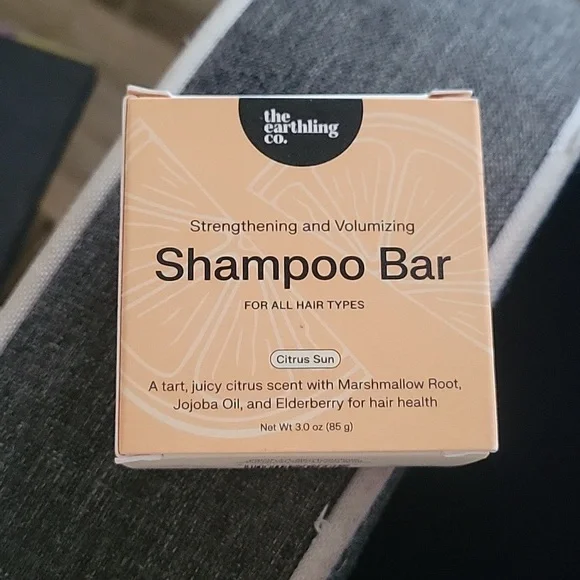 the
earthling
co.
Strengthening and Volumizing
Shampoo Bar
FOR ALL HAIR TYPES
Citrus Sun
A tart, juicy citrus scent with Marshmallow Root,
Jojoba Oil, and Elderberry for hair health
Net Wt 3.0 oz (85 g)